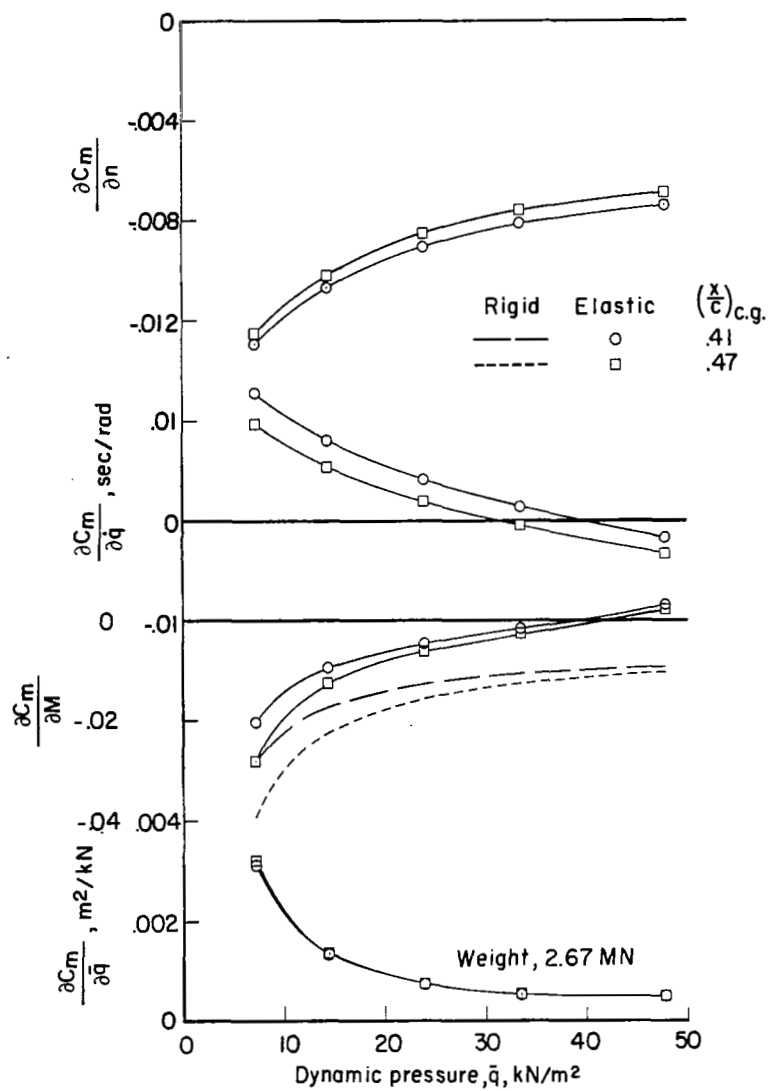 0
-.004
∂Cm
∂n
-.008
-.012
Rigid Elastic (x/c)c.g.
.41
.47
.01
∂Cm
∂q̇ , sec/rad
0
0 -.01
∂Cm
∂M
-.02
-.04 .004
∂Cm
∂q̄ , m²/kN
.002
Weight, 2.67 MN
0
0 10 20 30 40 50
Dynamic pressure, q̄, kN/m²